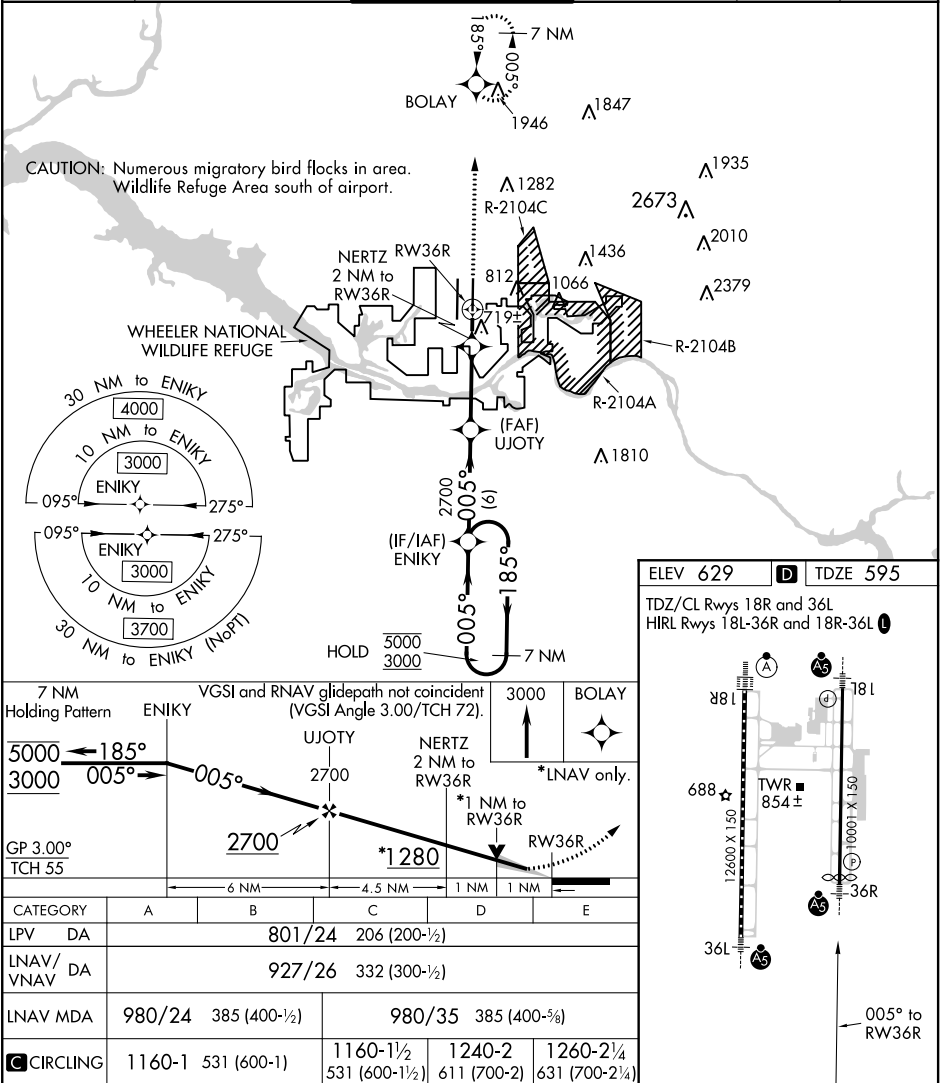 185°
005°
7 NM
BOLAY
1946
1847
CAUTION: Numerous migratory bird flocks in area.
Wildlife Refuge Area south of airport.
1935
1282
R-2104C
2673
2010
NERTZ
2 NM to
RW36R
RW36R
1436
812
1066
2379
719±
WHEELER NATIONAL
WILDLIFE REFUGE
R-2104B
R-2104A
30 NM to ENIKY
4000
10 NM to ENIKY
3000
ENIKY
095°
275°
095°
275°
ENIKY
3000
10 NM to ENIKY
3700
30 NM to ENIKY (NoPT)
(FAF)
UJOTY
1810
2700
005°
(6)
(IF/IAF)
ENIKY
005°
185°
HOLD
5000
3000
7 NM
ELEV 629
D
TDZE 595
TDZ/CL Rwys 18R and 36L
HIRL Rwys 18L-36R and 18R-36L L
A
A5
18R
18L
P
688
TWR
854±
12600 X 150
10001 X 150
P
36R
A5
36L
A5
005° to
RW36R
7 NM
Holding Pattern
ENIKY
VGSI and RNAV glidepath not coincident
(VGSI Angle 3.00/TCH 72).
3000
BOLAY
5000
185°
3000
005°
005°
UJOTY
2700
NERTZ
2 NM to
RW36R
*LNAV only.
*1 NM to
RW36R
RW36R
2700
*1280
GP 3.00°
TCH 55
6 NM
4.5 NM
1 NM
1 NM
CATEGORY A B C D E
LPV DA 801/24 206 (200-½)
LNAV/
VNAV DA 927/26 332 (300-½)
LNAV MDA 980/24 385 (400-½) 980/35 385 (400-⅝)
C CIRCLING 1160-1 531 (600-1)
1160-1½
531 (600-1½)
1240-2
611 (700-2)
1260-2¼
631 (700-2¼)